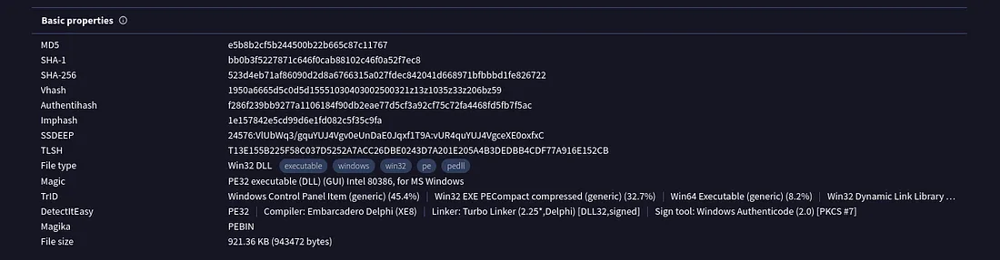 Basic properties
MD5 e5b8b2cf5b244500b22b665c87c11767
SHA-1 bb0b3f5227871c646f0cab88102c46f0a52f7ec8
SHA-256 523d4eb71af86090d2d8a6766315a027fdec842041d668971bfbbbd1fe826722
Vhash 1950a6665d5c0d5d15551030403002500321z13z1035z33z206bz59
Authentihash f286f239bb9277a1106184f90db2eae77d5cf3a92cf75c72fa4468fd5fb7f5ac
Imphash 1e157842e5cd99d6e1fd082c5f35c9fa
SSDEEP 24576:VlUbWq3/gquYUJ4Vgv0eUnDaE0Jqxf1T9A:vUR4quYUJ4VgceXE0oxfxC
TLSH T13E155B225F58C037D5252A7ACC26DBE0243D7A201E205A4B3DEDBB4CDF77A916E152CB
File type Win32 DLL executable windows win32 pe pedll
Magic PE32 executable (DLL) (GUI) Intel 80386, for MS Windows
TrID Windows Control Panel Item (generic) (45.4%) | Win32 EXE PECompact compressed (generic) (32.7%) | Win64 Executable (generic) (8.2%) | Win32 Dynamic Link Library ...
DetectItEasy PE32 | Compiler: Embarcadero Delphi (XE8) | Linker: Turbo Linker (2.25*,Delphi) [DLL32,signed] | Sign tool: Windows Authenticode (2.0) [PKCS #7]
Magika PEBIN
File size 921.36 KB (943472 bytes)